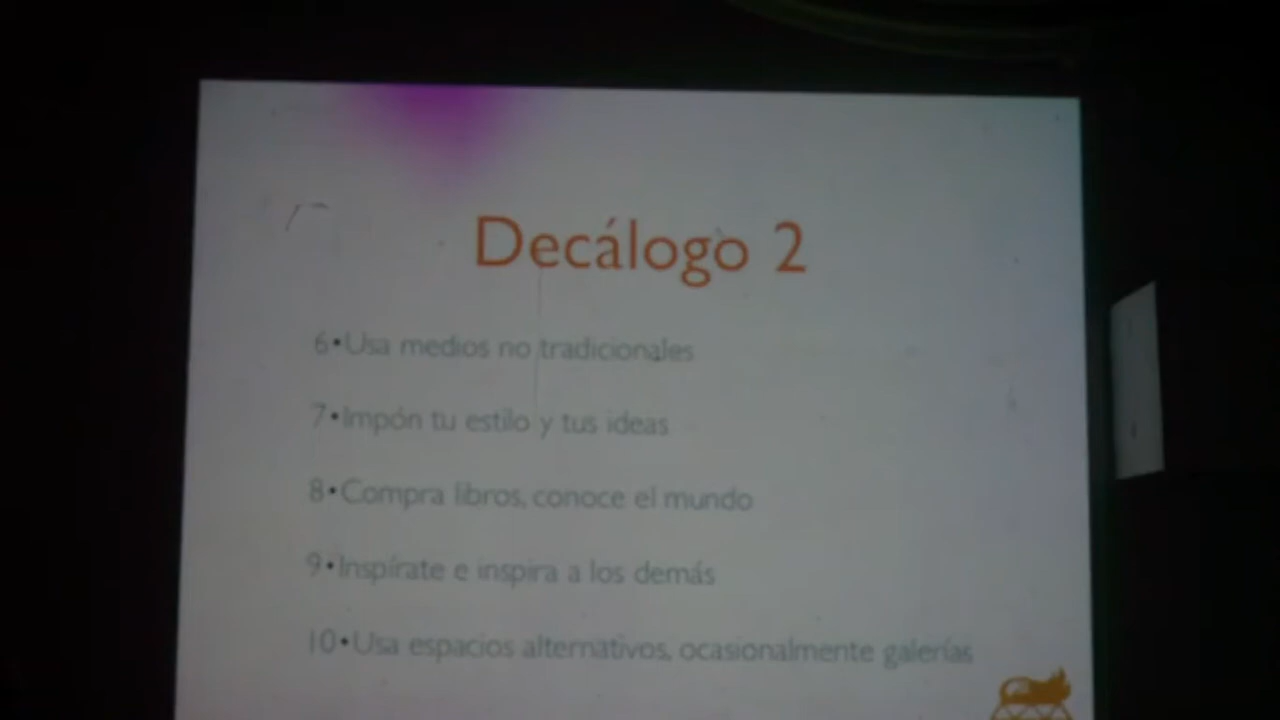 Decálogo 2
6•Usa medios no tradicionales
7•Impón tu estilo y tus ideas
8•Compra libros, conoce el mundo
9•Inspírate e inspira a los demás
10•Usa espacios alternativos, ocasionalmente galerías